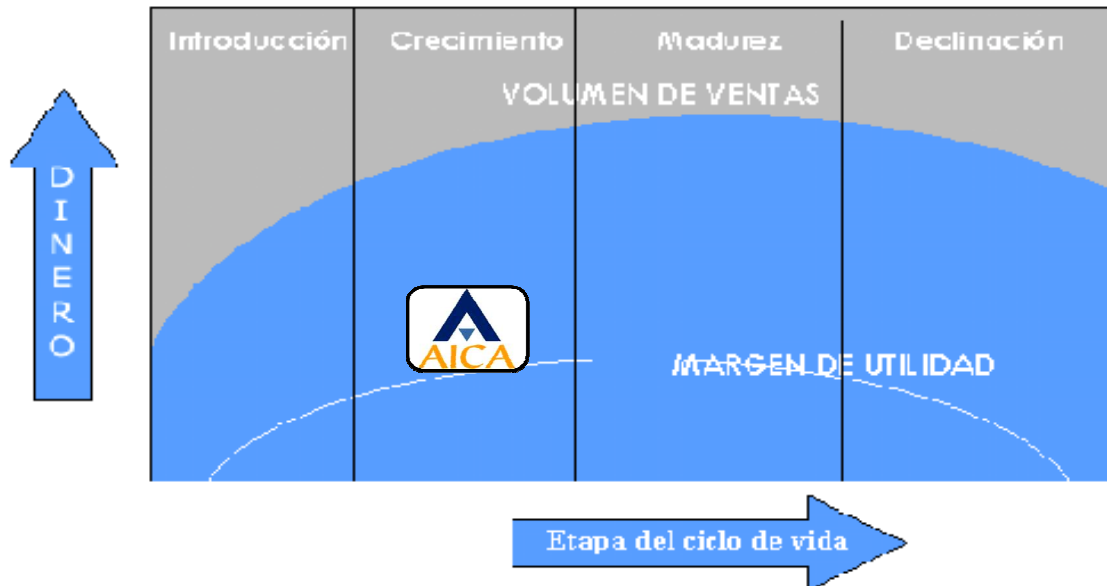 Introducción
Crecimiento
Madurez
Declinación
VOLUMEN DE VENTAS
DINERO
AICA
MARGEN DE UTILIDAD
Etapa del ciclo de vida